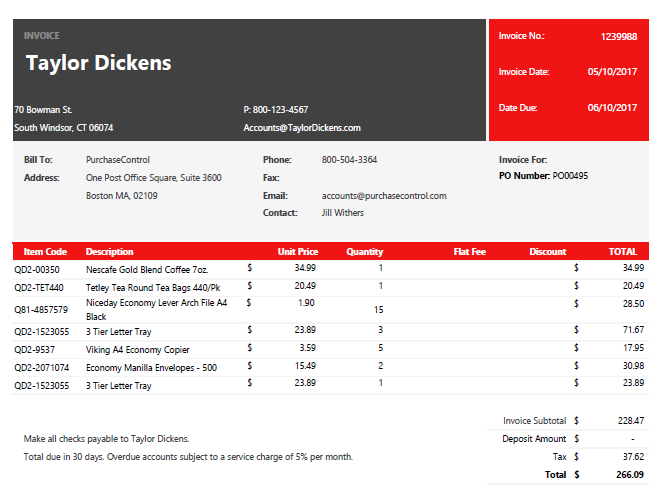 INVOICE
Taylor Dickens
70 Bowman St.
South Windsor, CT 06074
P: 800-123-4567
Accounts@TaylorDickens.com
Invoice No.: 1239988
Invoice Date: 05/10/2017
Date Due: 06/10/2017
Bill To: PurchaseControl
Address: One Post Office Square, Suite 3600
Boston MA, 02109
Phone: 800-504-3364
Fax:
Email: accounts@purchasecontrol.com
Contact: Jill Withers
Invoice For:
PO Number: PO00495
Item Code Description Unit Price Quantity Flat Fee Discount TOTAL
QD2-00350 Nescafe Gold Blend Coffee 7oz. $ 34.99 1 $ 34.99
QD2-TET440 Tetley Tea Round Tea Bags 440/Pk $ 20.49 1 $ 20.49
Q81-4857579 Niceday Economy Lever Arch File A4 $ 1.90 15 $ 28.50
Black
QD2-1523055 3 Tier Letter Tray $ 23.89 3 $ 71.67
QD2-9537 Viking A4 Economy Copier $ 3.59 5 $ 17.95
QD2-2071074 Economy Manilla Envelopes - 500 $ 15.49 2 $ 30.98
QD2-1523055 3 Tier Letter Tray $ 23.89 1 $ 23.89
Invoice Subtotal $ 228.47
Deposit Amount $ -
Tax $ 37.62
Total $ 266.09
Make all checks payable to Taylor Dickens.
Total due in 30 days. Overdue accounts subject to a service charge of 5% per month.